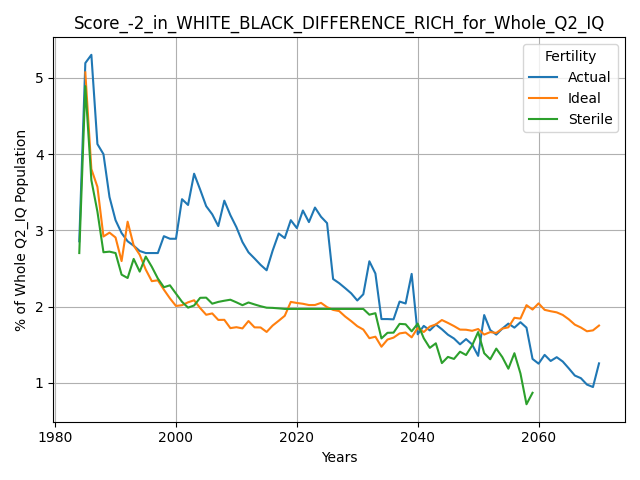 Score_-2_in_WHITE_BLACK_DIFFERENCE_RICH_for_Whole_Q2_IQ
% of Whole Q2_IQ Population
5
4
3
2
1
Fertility
Actual
Ideal
Sterile
1980
2000
2020
2040
2060
Years